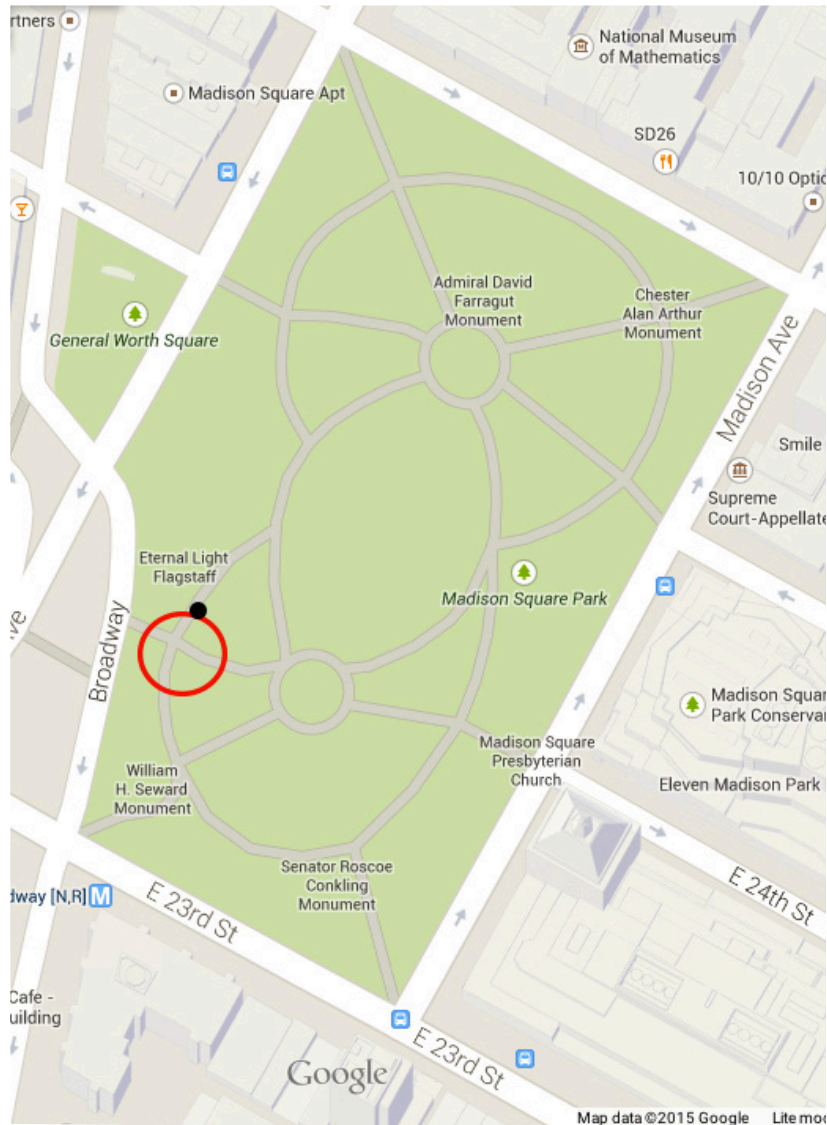 rtners
National Museum
of Mathematics
Madison Square Apt
SD26
10/10 Optic
Admiral David
Farragut
Monument
Chester
Alan Arthur
Monument
General Worth Square
Madison Ave
Smile
Supreme
Court-Appellate
Eternal Light
Flagstaff
Madison Square Park
ve
Broadway
Madison Squar
Park Conservan
Madison Square
Presbyterian
Church
William
H. Seward
Monument
Eleven Madison Park
Senator Roscoe
Conkling
Monument
dway [N,R]
M
E 23rd St
E 24th St
Cafe -
uilding
E 23rd St
Google
Map data ©2015 Google Lite mod